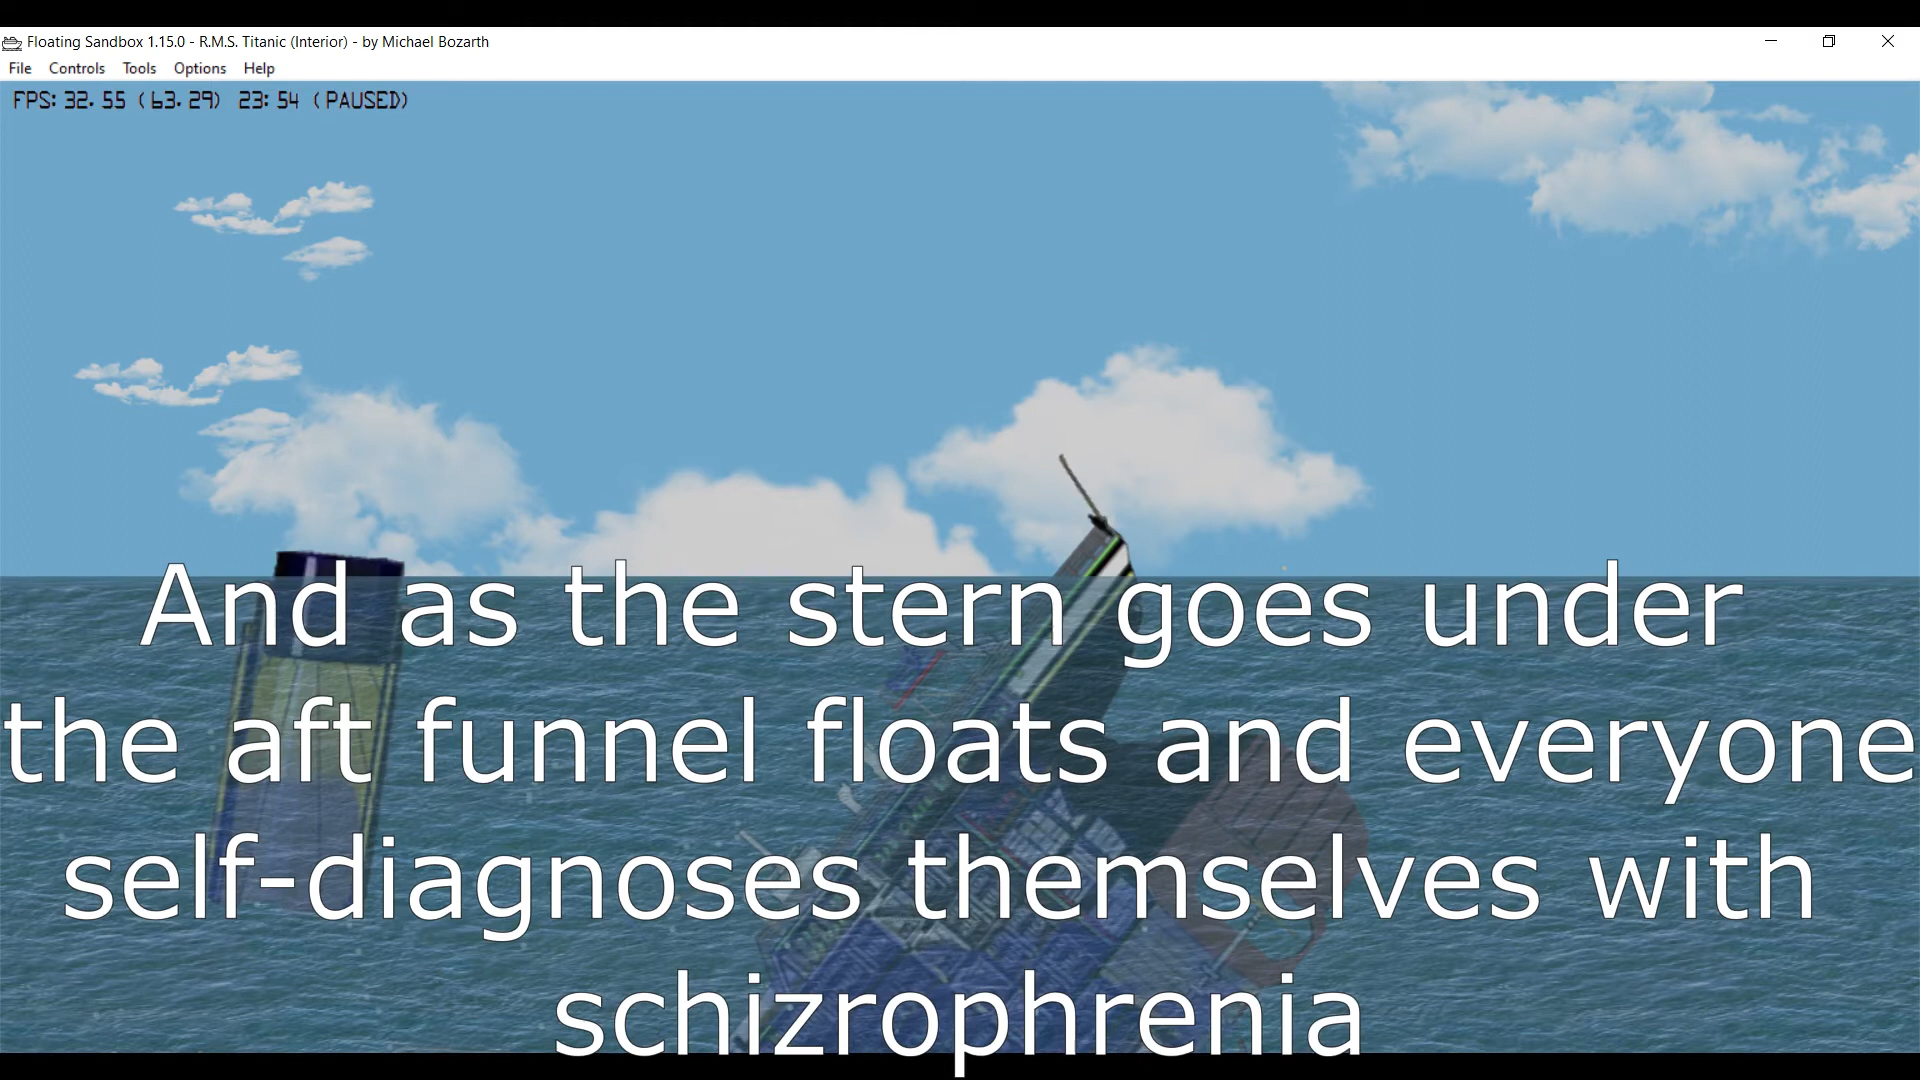 Floating Sandbox 1.15.0 - R.M.S. Titanic (Interior) - by Michael Bozarth
File Controls Tools Options Help
FPS: 32.55 (63.29) 23:54 (PAUSED)
And as the stern goes under
the aft funnel floats and everyone
self-diagnoses themselves with
schizrophrenia